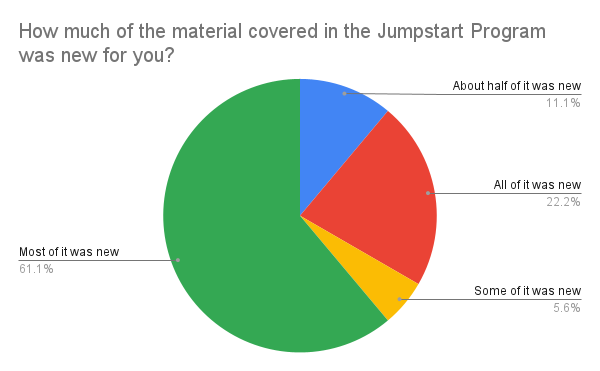 How much of the material covered in the Jumpstart Program
was new for you?
About half of it was new
11.1%
All of it was new
22.2%
Most of it was new
61.1%
Some of it was new
5.6%